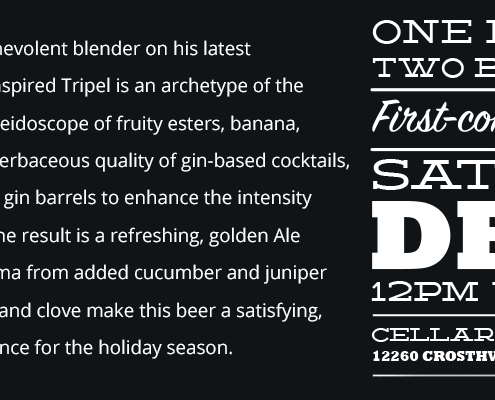 nevolent blender on his latest
nspired Tripel is an archetype of the
leidoscope of fruity esters, banana,
erbaceous quality of gin-based cocktails,
gin barrels to enhance the intensity
he result is a refreshing, golden Ale
ma from added cucumber and juniper
and clove make this beer a satisfying,
nce for the holiday season.
ONE
TWO B
First-co
SAT
DE
12PM
CELLAR
12260 CROSTHW